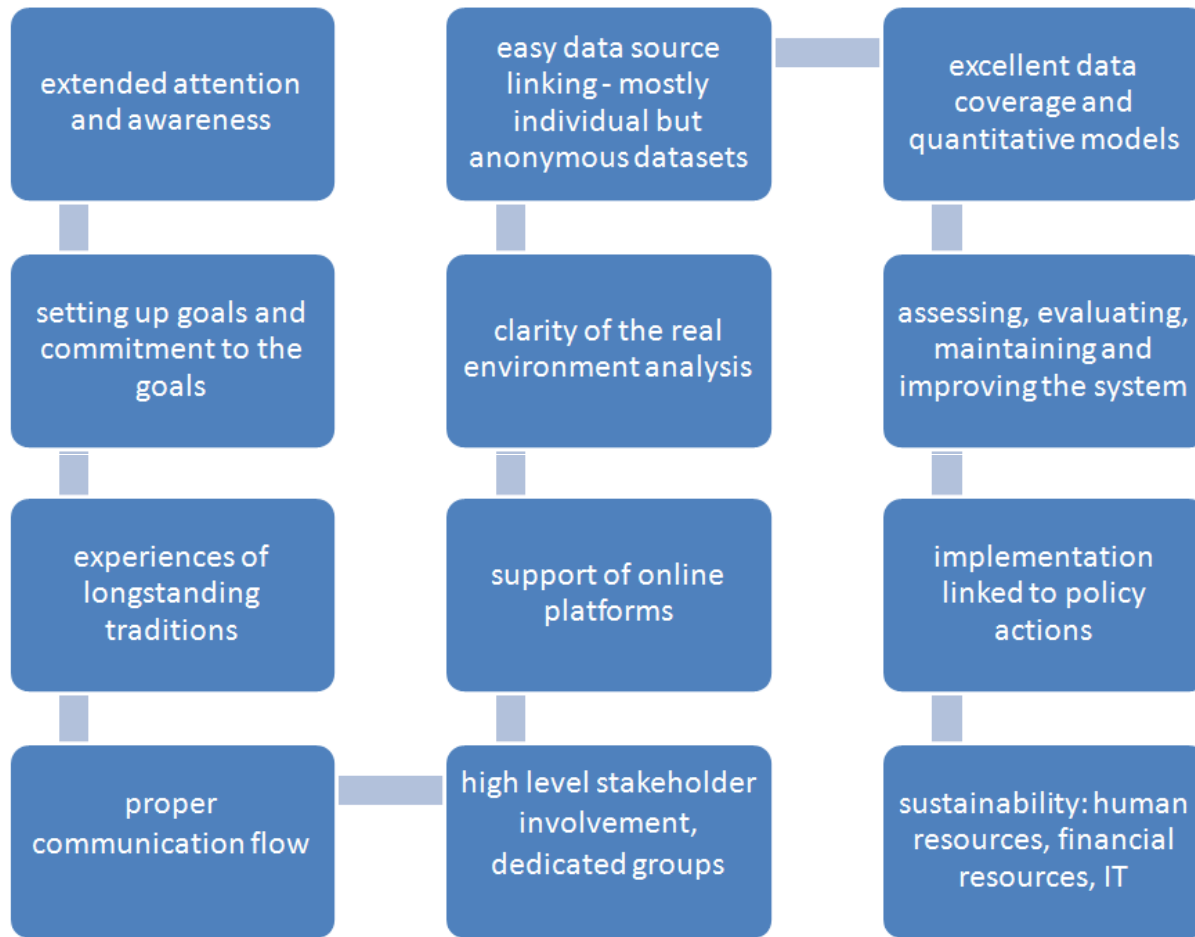 extended attention
and awareness
setting up goals and
commitment to the
goals
experiences of
longstanding
traditions
proper
communication flow
high level stakeholder
involvement,
dedicated groups
support of online
platforms
clarity of the real
environment analysis
easy data source
linking - mostly
individual but
anonymous datasets
excellent data
coverage and
quantitative models
assessing, evaluating,
maintaining and
improving the system
implementation
linked to policy
actions
sustainability: human
resources, financial
resources, IT